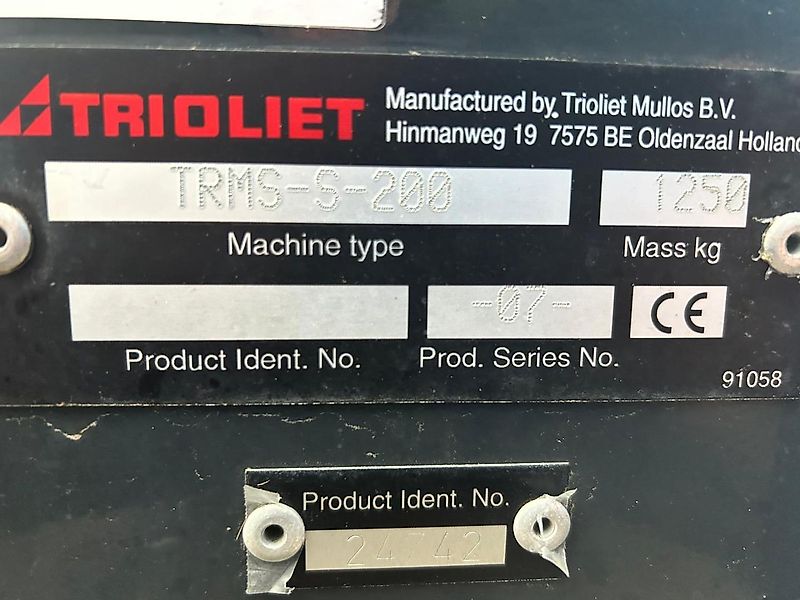 TRIOLIET
Manufactured by Trioliet Mullos B.V.
Hinmanweg 19 7575 BE Oldenzaal Holland
TRMS-S-200
1250
Machine type
Mass kg
-07-
CE
Product Ident. No.
Prod. Series No.
91058
Product Ident. No.
24742